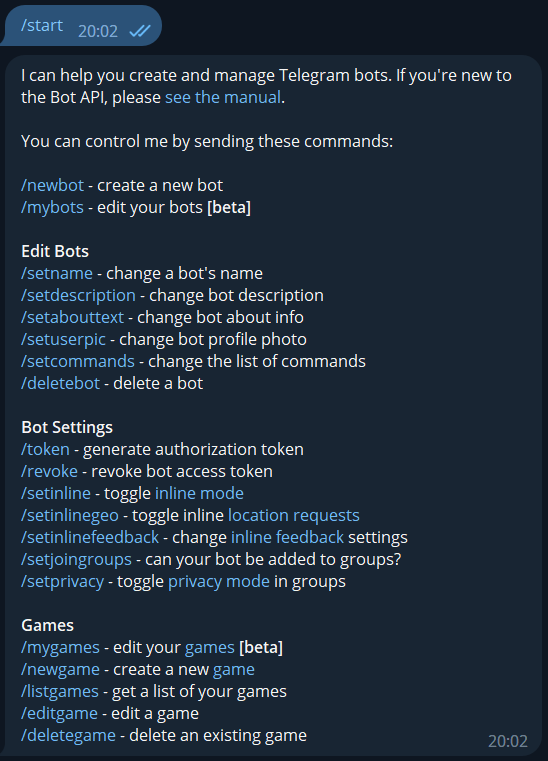 /start 20:02
I can help you create and manage Telegram bots. If you're new to
the Bot API, please see the manual.
You can control me by sending these commands:
/newbot - create a new bot
/mybots - edit your bots [beta]
Edit Bots
/setname - change a bot's name
/setdescription - change bot description
/setabouttext - change bot about info
/setuserpic - change bot profile photo
/setcommands - change the list of commands
/deletebot - delete a bot
Bot Settings
/token - generate authorization token
/revoke - revoke bot access token
/setinline - toggle inline mode
/setinlinegeo - toggle inline location requests
/setinlinefeedback - change inline feedback settings
/setjoingroups - can your bot be added to groups?
/setprivacy - toggle privacy mode in groups
Games
/mygames - edit your games [beta]
/newgame - create a new game
/listgames - get a list of your games
/editgame - edit a game
/deletegame - delete an existing game
20:02